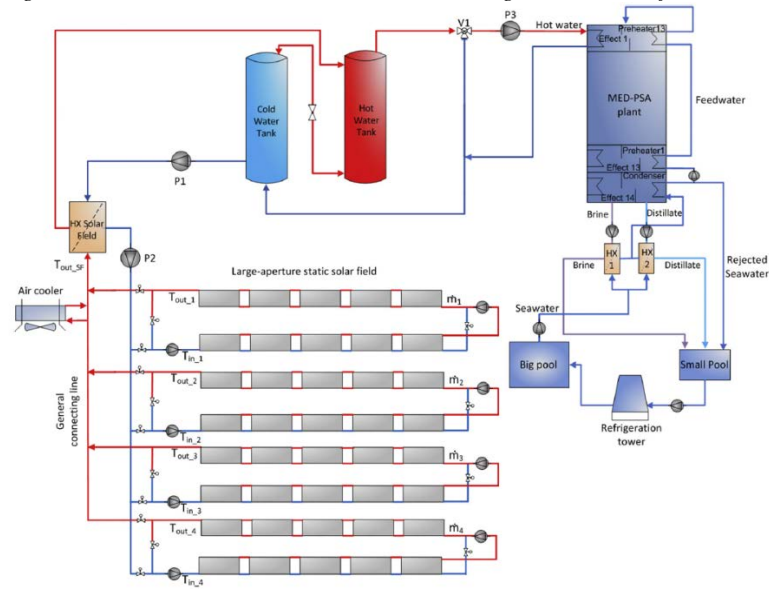 V1
P3
Hot water
Preheater13
Effect 1
Cold
Water
Tank
Hot
Water
Tank
MED-PSA
plant
Feedwater
P1
Preheater1
Effect 13
Condenser
Effect 14
HX Solar
Field
P2
Brine
Distillate
T_out_SF
Large-aperture static solar field
Brine
HX
1
HX
2
Distillate
Rejected
Seawater
Air cooler
T_out_1
ṁ1
Seawater
T_in_1
Big pool
Small Pool
T_out_2
ṁ2
General
connecting line
T_in_2
Refrigeration
tower
T_out_3
ṁ3
T_in_3
T_out_4
ṁ4
T_in_4